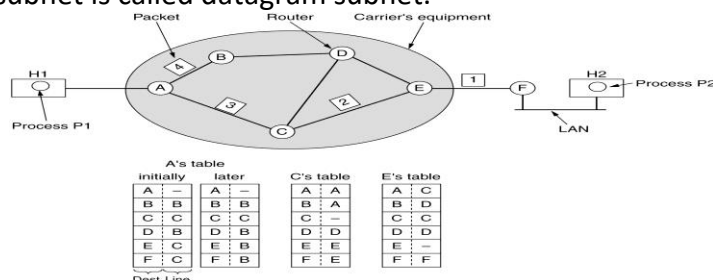 subnet is called datagram subnet.
Packet Router Carrier's equipment
H1 A B C D E F H2
4 3 2 1
Process P1 Process P2
LAN
A's table
initially later C's table E's table
A – A – A A A C
B B B B B A B D
C C C C C – C C
D B D B D D D D
E C E B E E E –
F C F B F E F F
Dest. Line